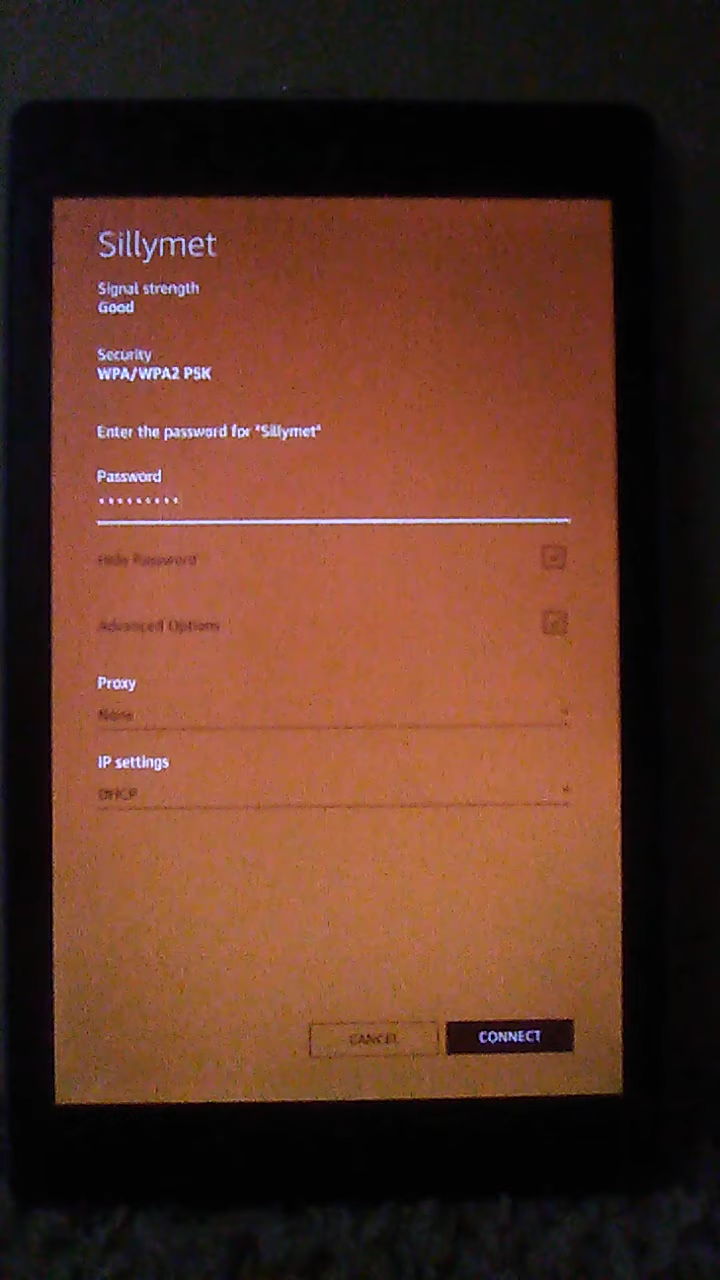 Sillymet
Signal strength
Good
Security
WPA/WPA2 PSK
Enter the password for "Sillymet"
Password
•••••••••
Hide Password
Advanced Options
Proxy
None
IP settings
DHCP
CANCEL
CONNECT